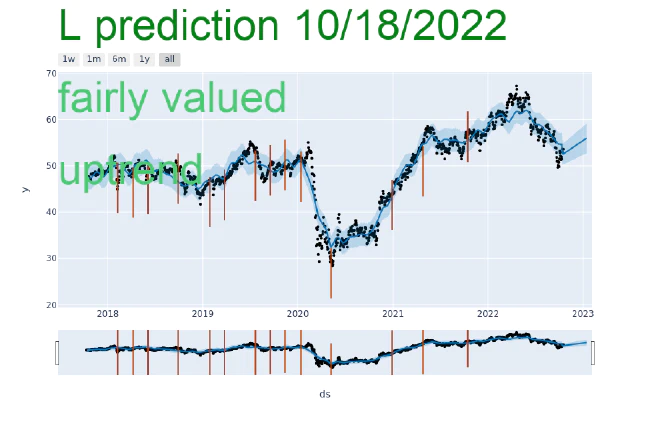 L prediction 10/18/2022
1w 1m 6m 1y all
fairly valued
uptrend
70
60
50
40
30
20
y
2018 2019 2020 2021 2022 2023
ds